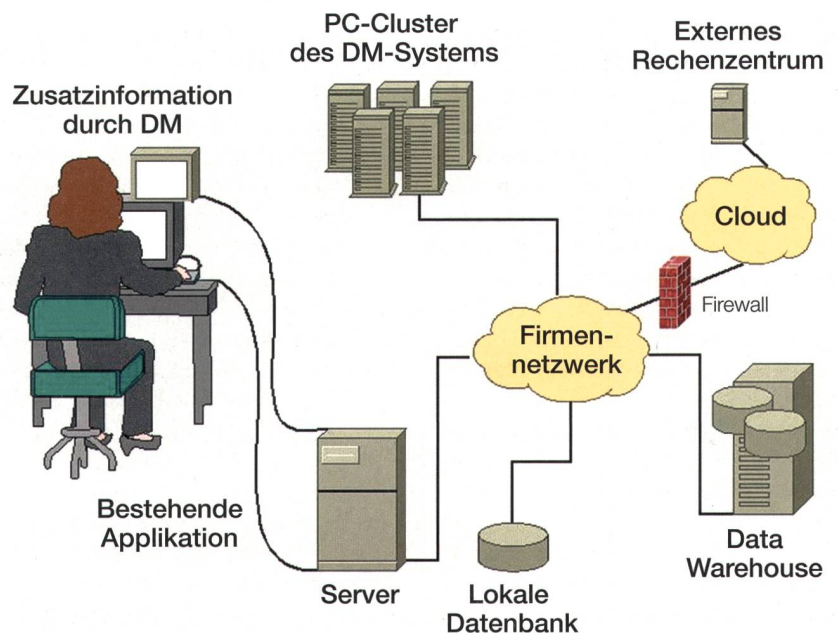 PC-Cluster
des DM-Systems
Externes
Rechenzentrum
Zusatzinformation
durch DM
Cloud
Firewall
Firmen-
netzwerk
Bestehende
Applikation
Server
Lokale
Datenbank
Data
Warehouse